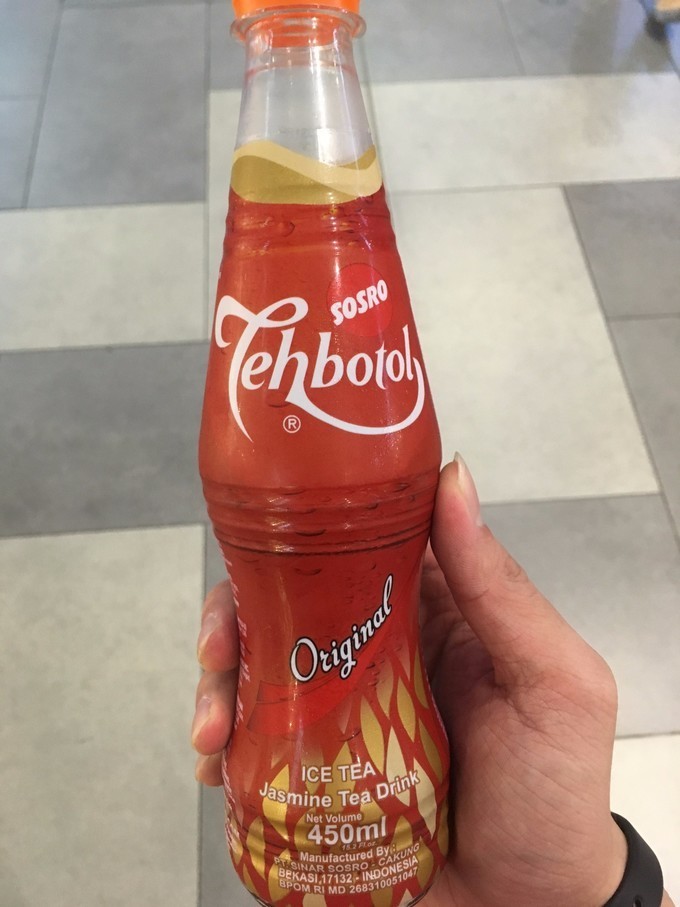 SOSRO
Tehbotol
®
Original
ICE TEA
Jasmine Tea Drink
Net Volume
450ml
Manufactured By :
PT. SINAR SOSRO - CAKUNG
BEKASI,17132 - INDONESIA
BPOM RI MD 268310051047